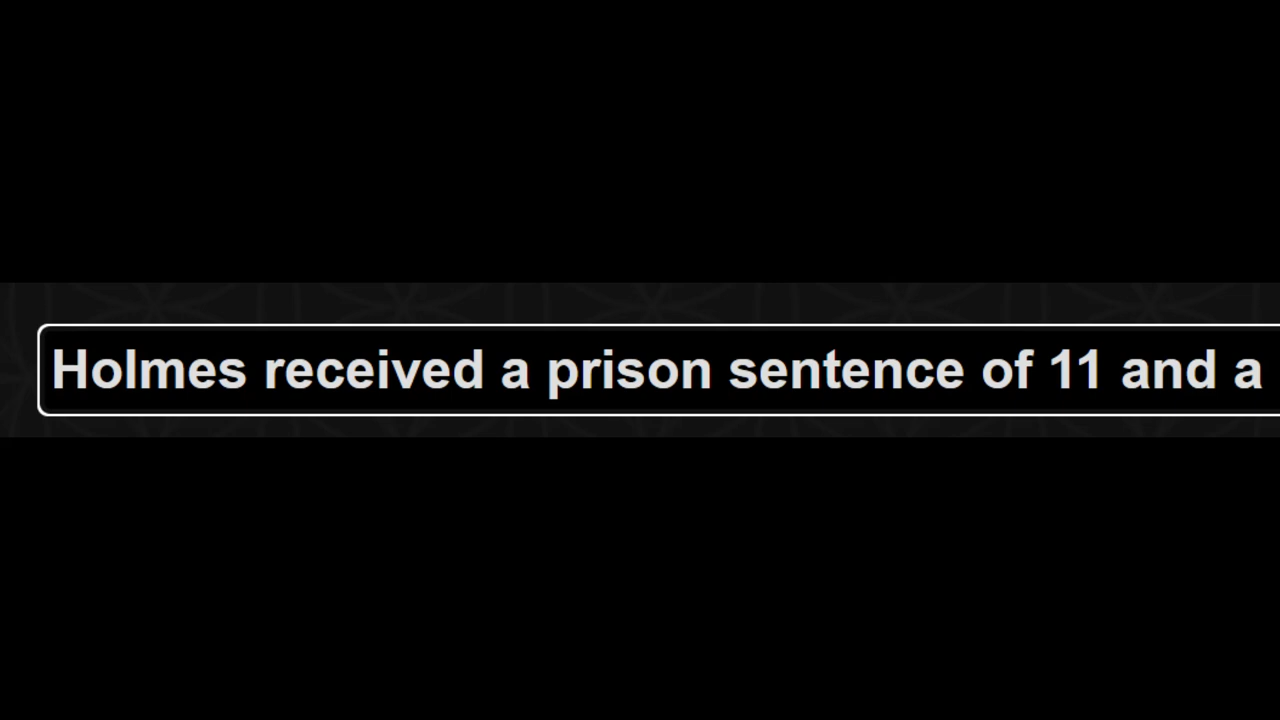 Holmes received a prison sentence of 11 and a